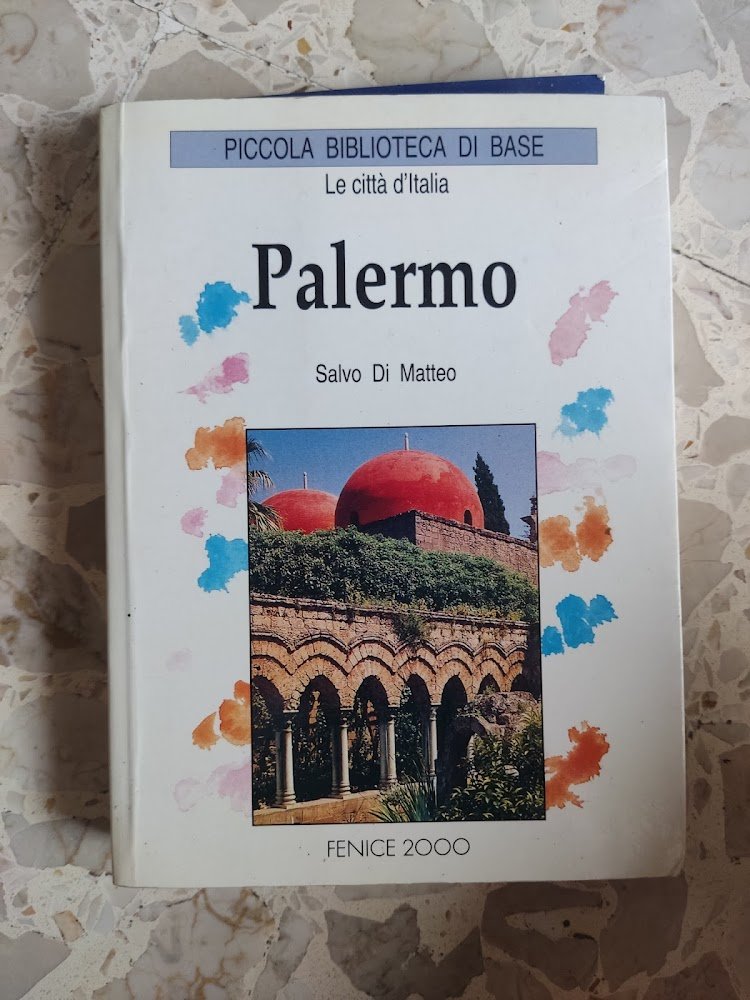 PICCOLA BIBLIOTECA DI BASE
Le città d'Italia
Palermo
Salvo Di Matteo
FENICE 2000